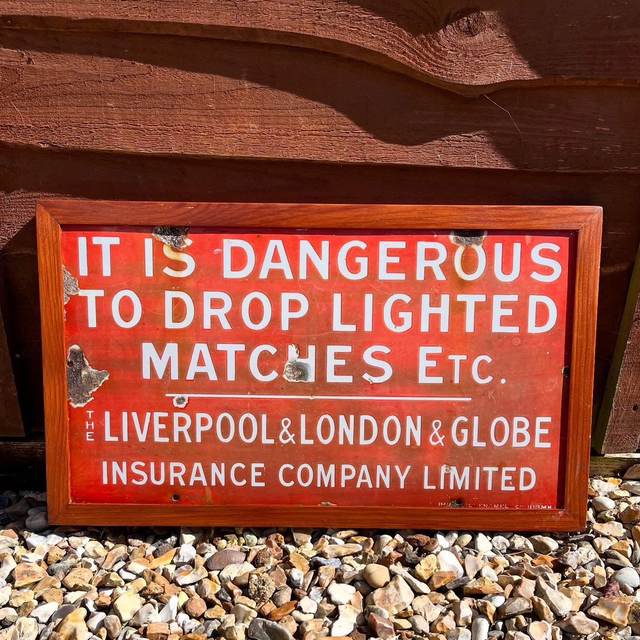 IT IS DANGEROUS
TO DROP LIGHTED
MATCHES ETC.
THE LIVERPOOL & LONDON & GLOBE
INSURANCE COMPANY LIMITED